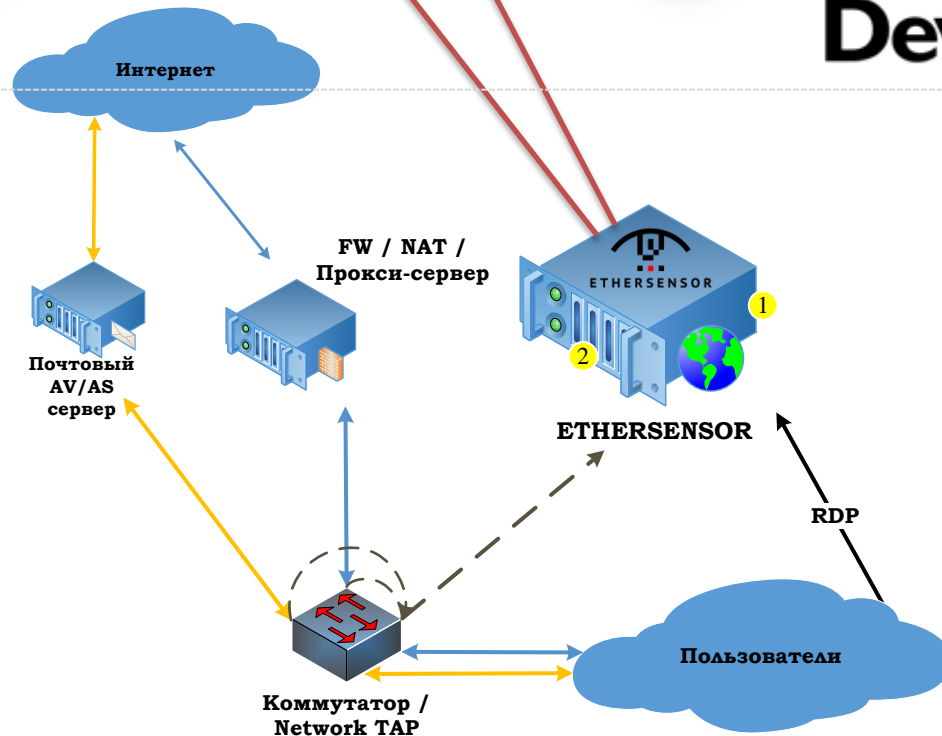 Dev
Интернет
FW / NAT /
Прокси-сервер
ETHERSENSOR
1
2
Почтовый
AV/AS
сервер
ETHERSENSOR
RDP
Пользователи
Коммутатор /
Network TAP